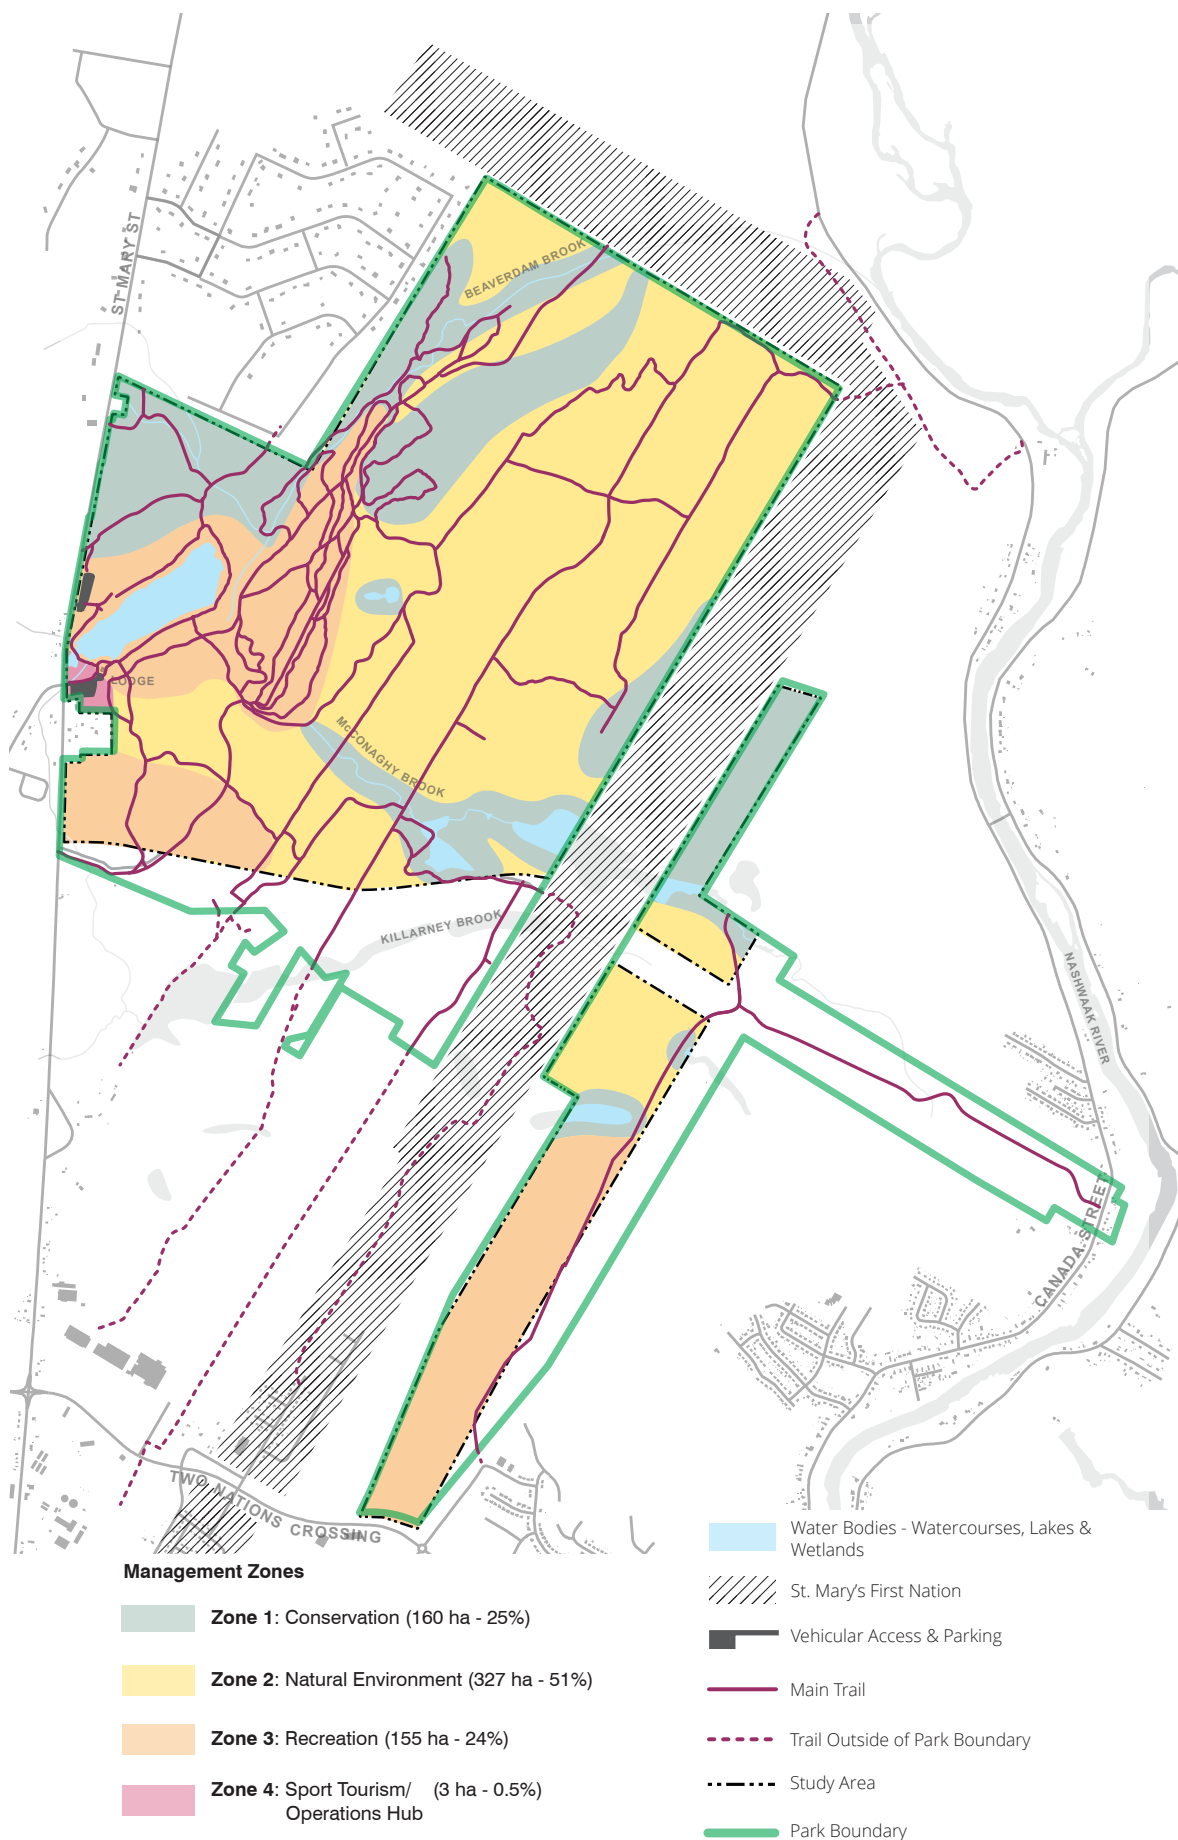 ST MARY ST
BEAVERDAM BROOK
LODGE
McCONAGHY BROOK
KILLARNEY BROOK
NASHWAAK RIVER
CANADA STREET
TWO NATIONS CROSSING
Management Zones
Zone 1: Conservation (160 ha - 25%)
Zone 2: Natural Environment (327 ha - 51%)
Zone 3: Recreation (155 ha - 24%)
Zone 4: Sport Tourism/ (3 ha - 0.5%)
Operations Hub
Water Bodies - Watercourses, Lakes &
Wetlands
St. Mary's First Nation
Vehicular Access & Parking
Main Trail
Trail Outside of Park Boundary
Study Area
Park Boundary